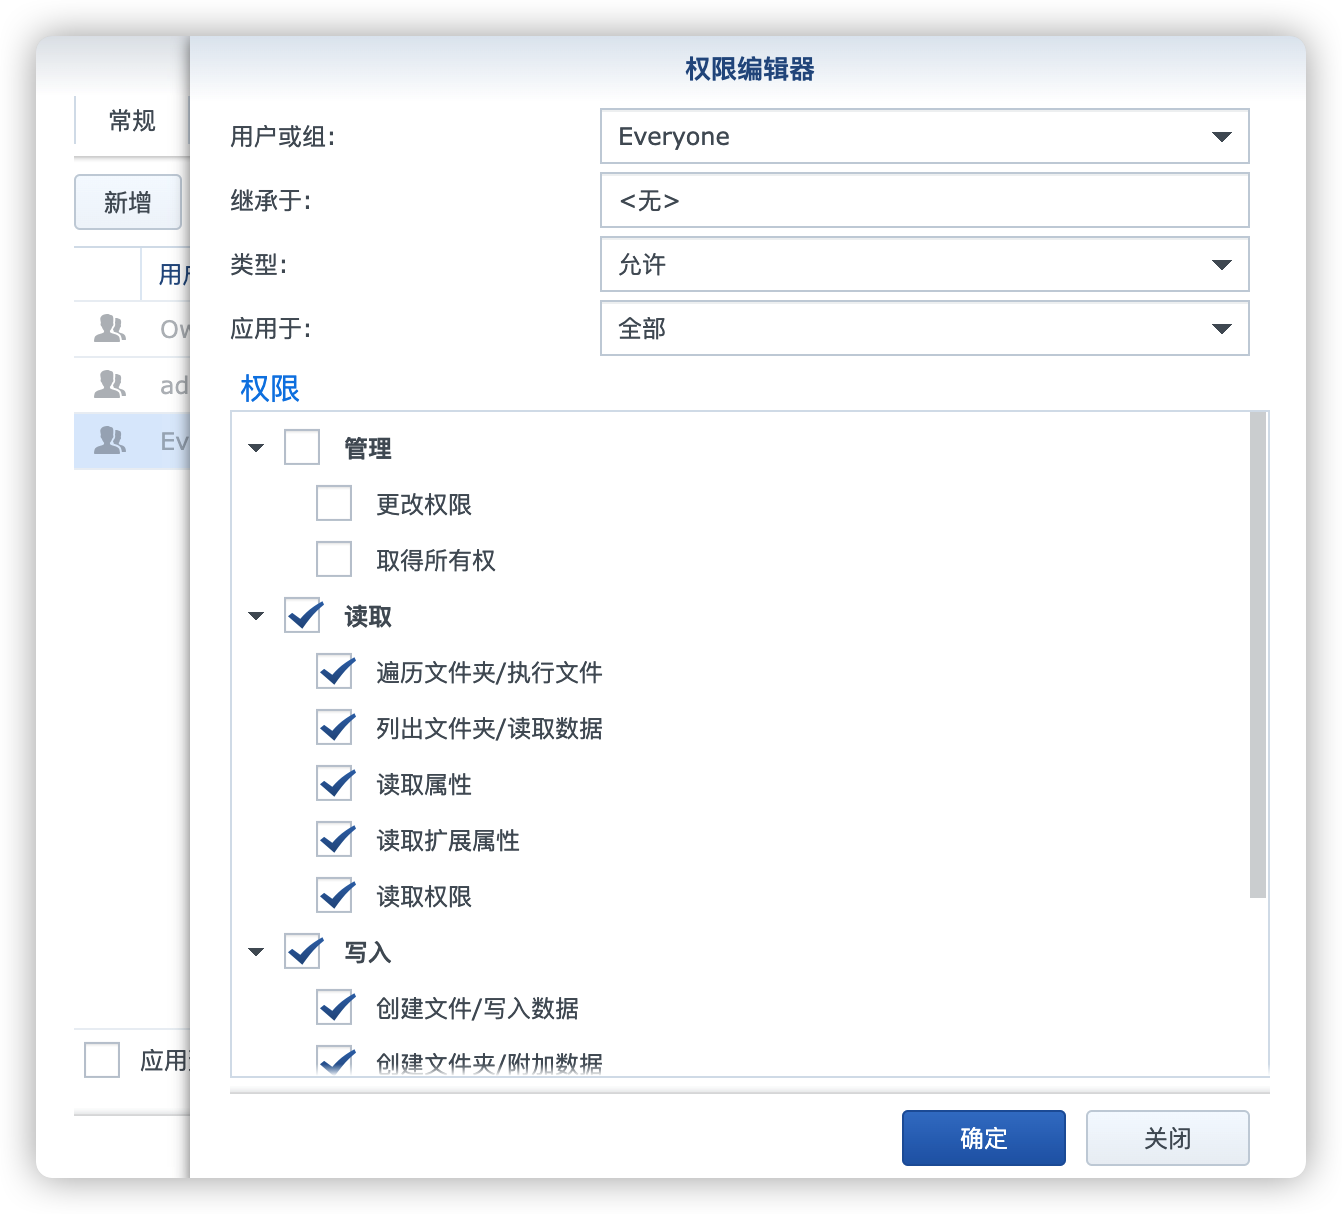 权限编辑器
常规
新增
用户
Ow
ad
Ev
应用
用户或组:
Everyone
继承于:
<无>
类型:
允许
应用于:
全部
权限
管理
更改权限
取得所有权
读取
遍历文件夹/执行文件
列出文件夹/读取数据
读取属性
读取扩展属性
读取权限
写入
创建文件/写入数据
创建文件夹/附加数据
确定
关闭